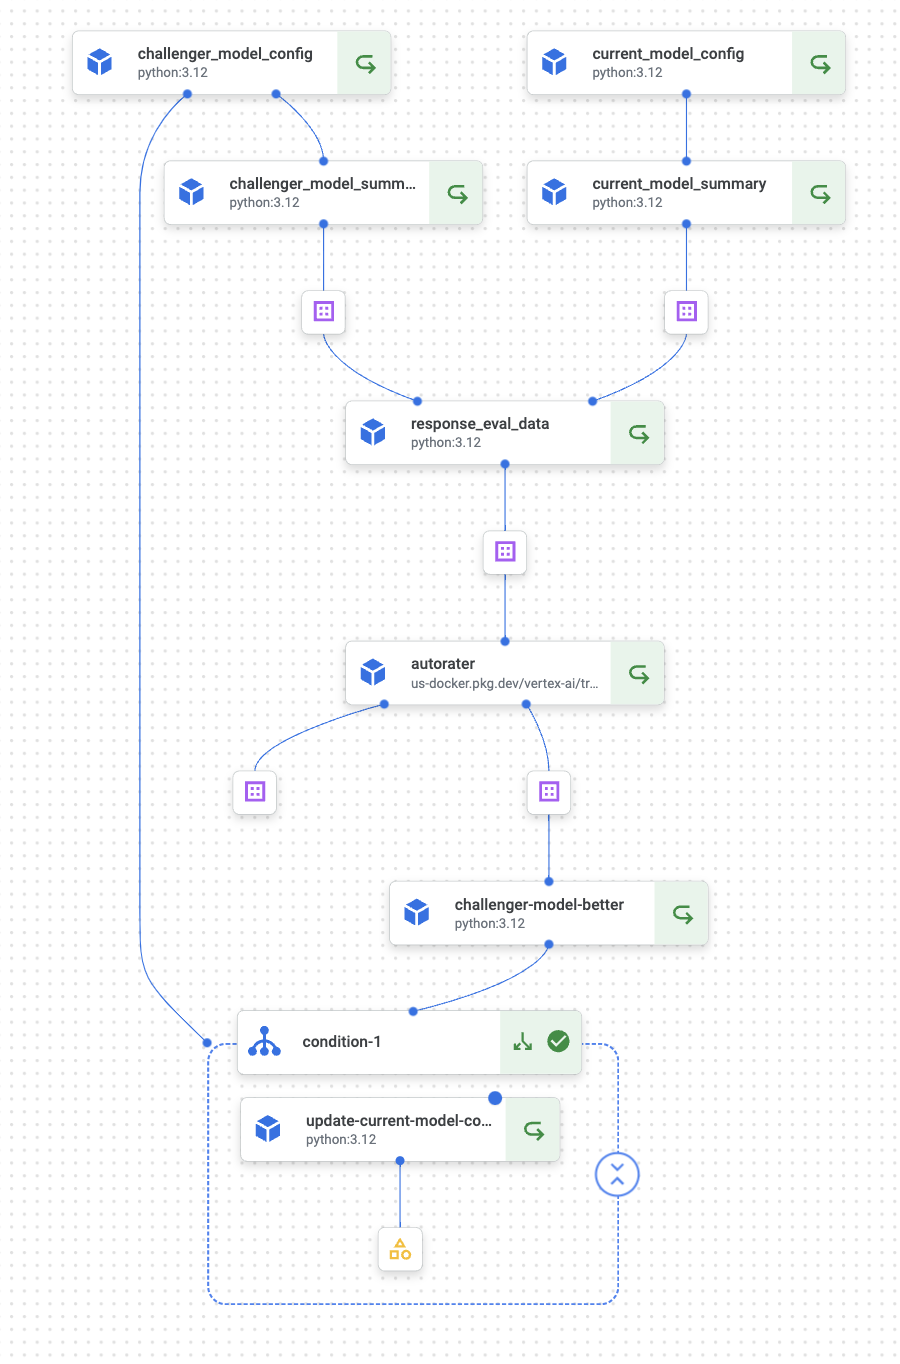 challenger_model_config
python:3.12
current_model_config
python:3.12
challenger_model_summ...
python:3.12
current_model_summary
python:3.12
response_eval_data
python:3.12
autorater
us-docker.pkg.dev/vertex-ai/tr...
challenger-model-better
python:3.12
condition-1
update-current-model-co...
python:3.12